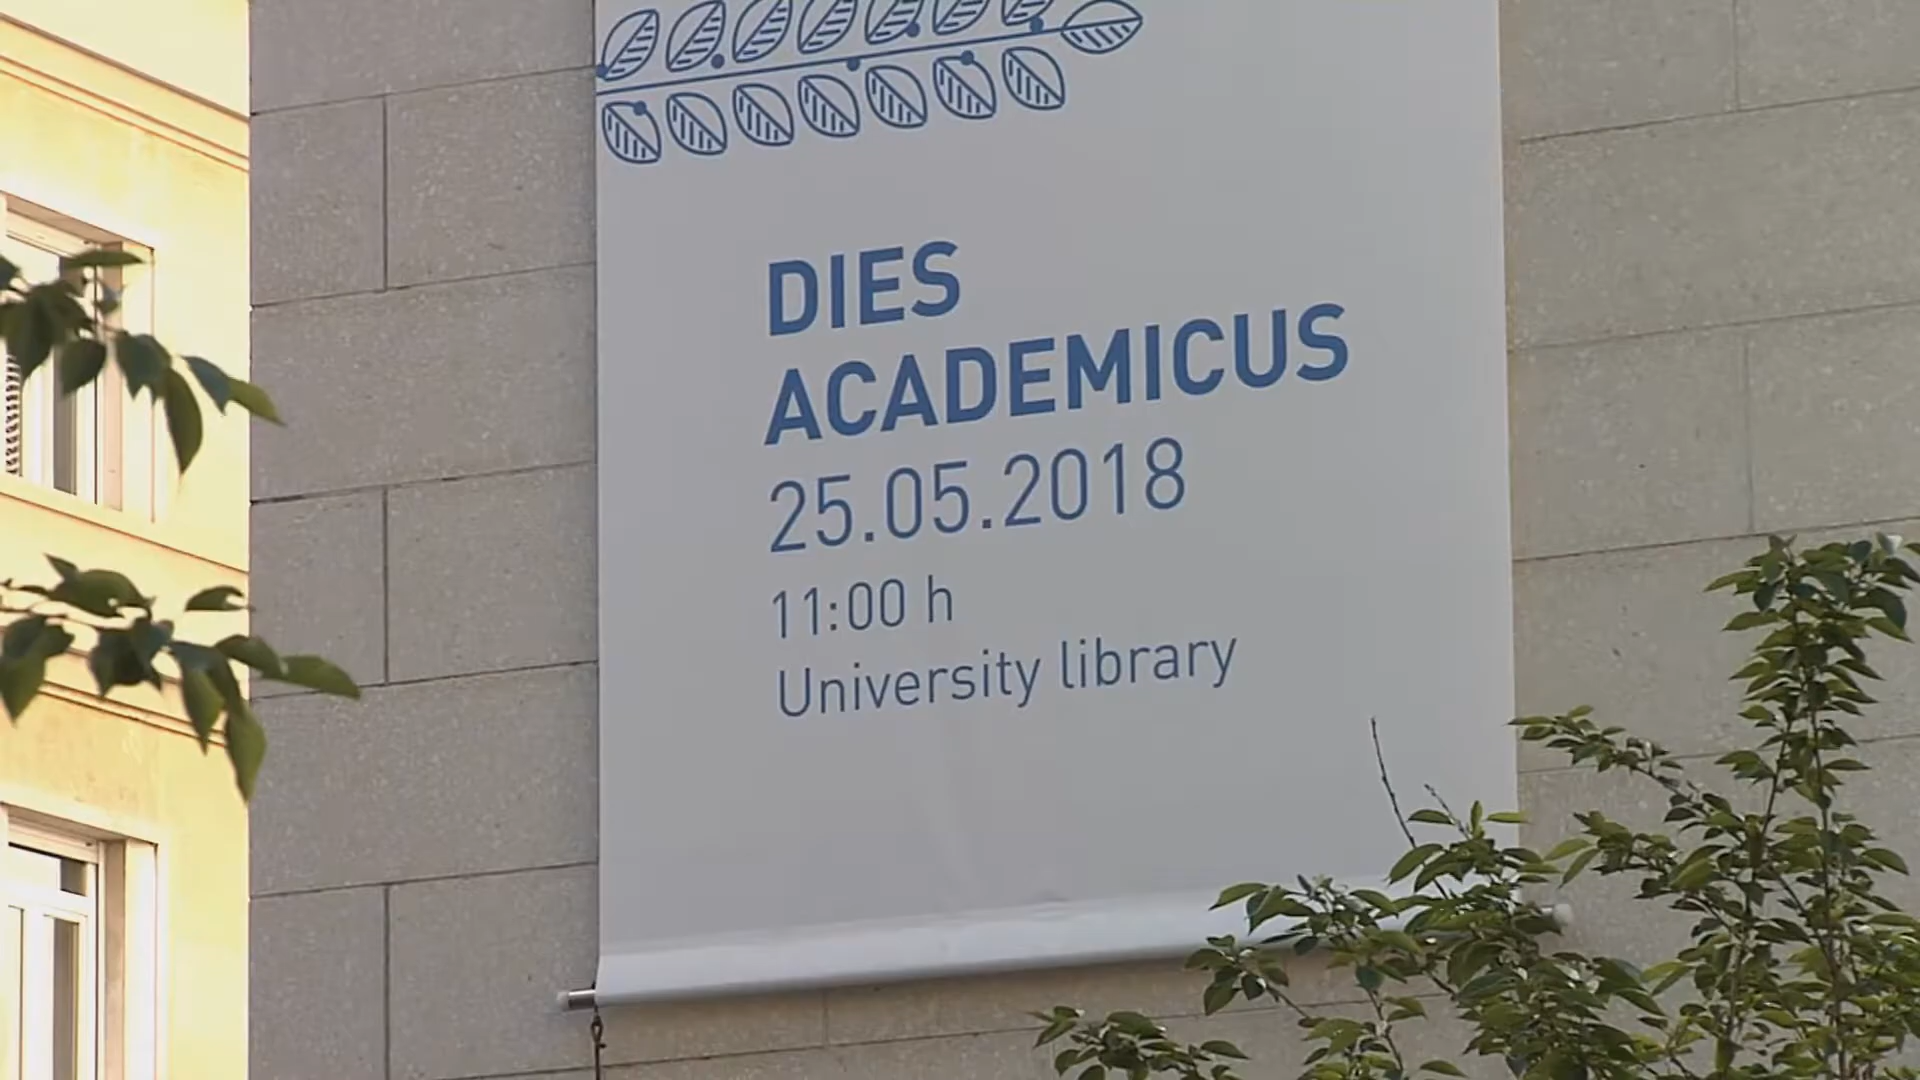 DIES
ACADEMICUS
25.05.2018
11:00 h
University library